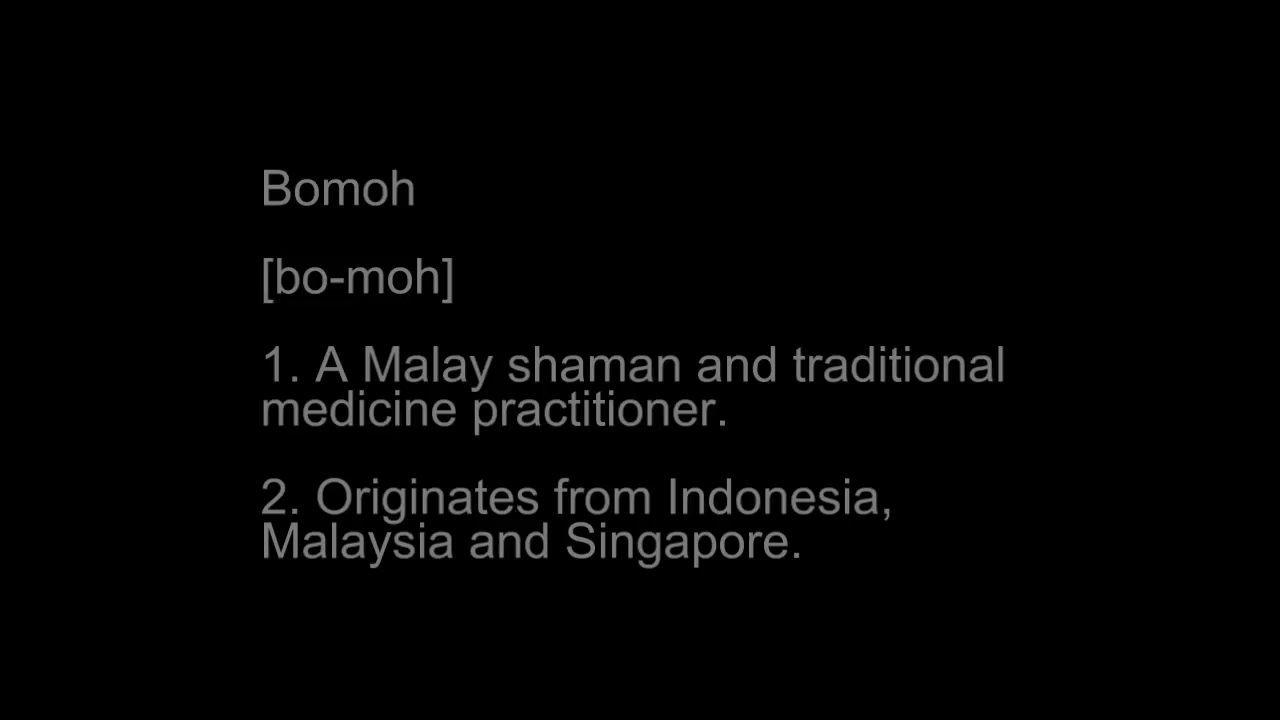 Bomoh
[bo-moh]
1. A Malay shaman and traditional
medicine practitioner.
2. Originates from Indonesia,
Malaysia and Singapore.